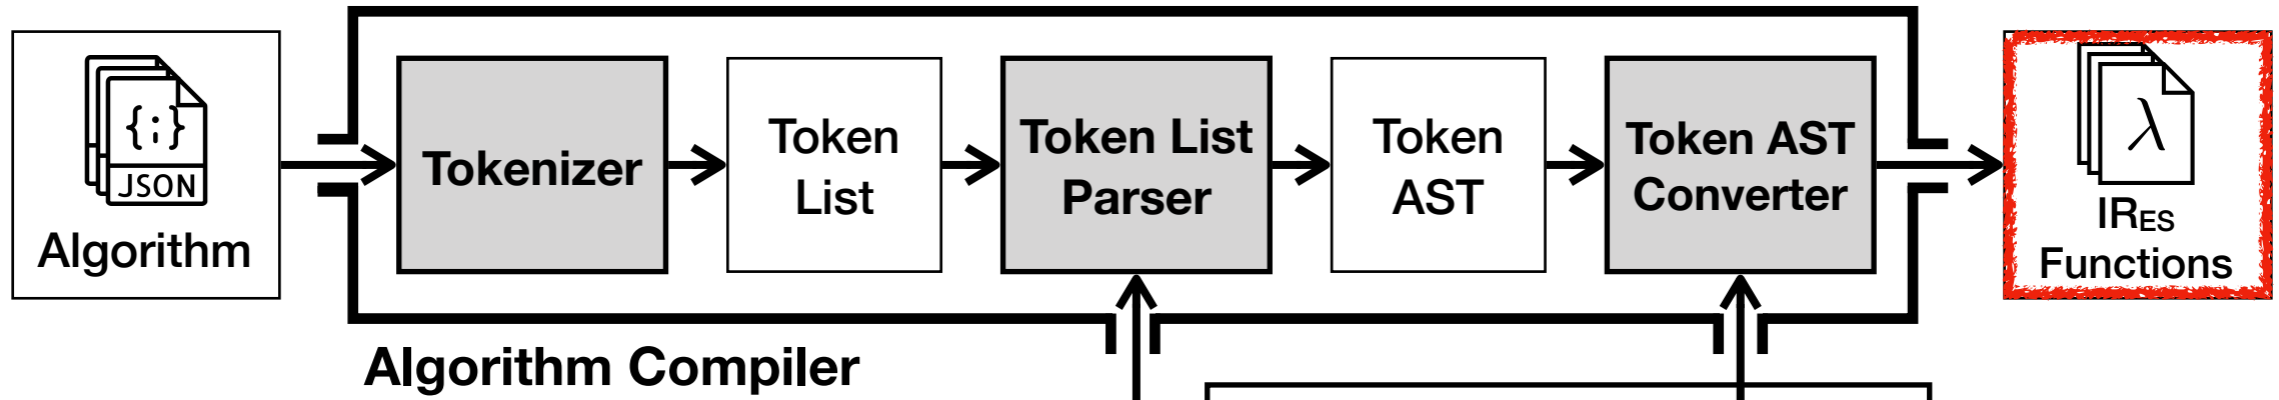 {;}
JSON
Algorithm
Tokenizer
Token
List
Token List
Parser
Token
AST
Token AST
Converter
λ
IRES
Functions
Algorithm Compiler